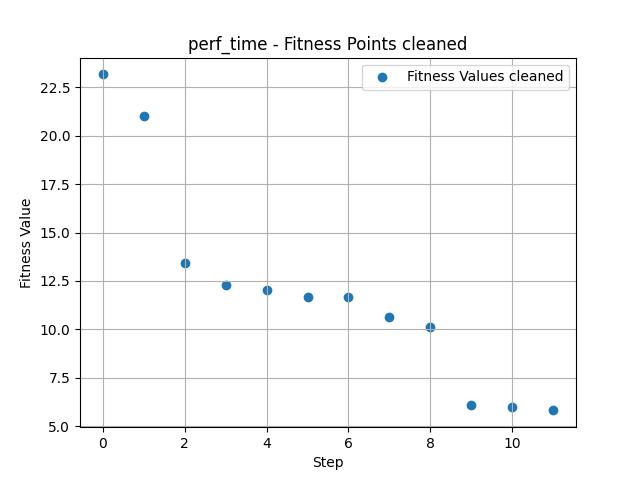 perf_time - Fitness Points cleaned
Fitness Values cleaned
Fitness Value
22.5
20.0
17.5
15.0
12.5
10.0
7.5
5.0
0 2 4 6 8 10
Step